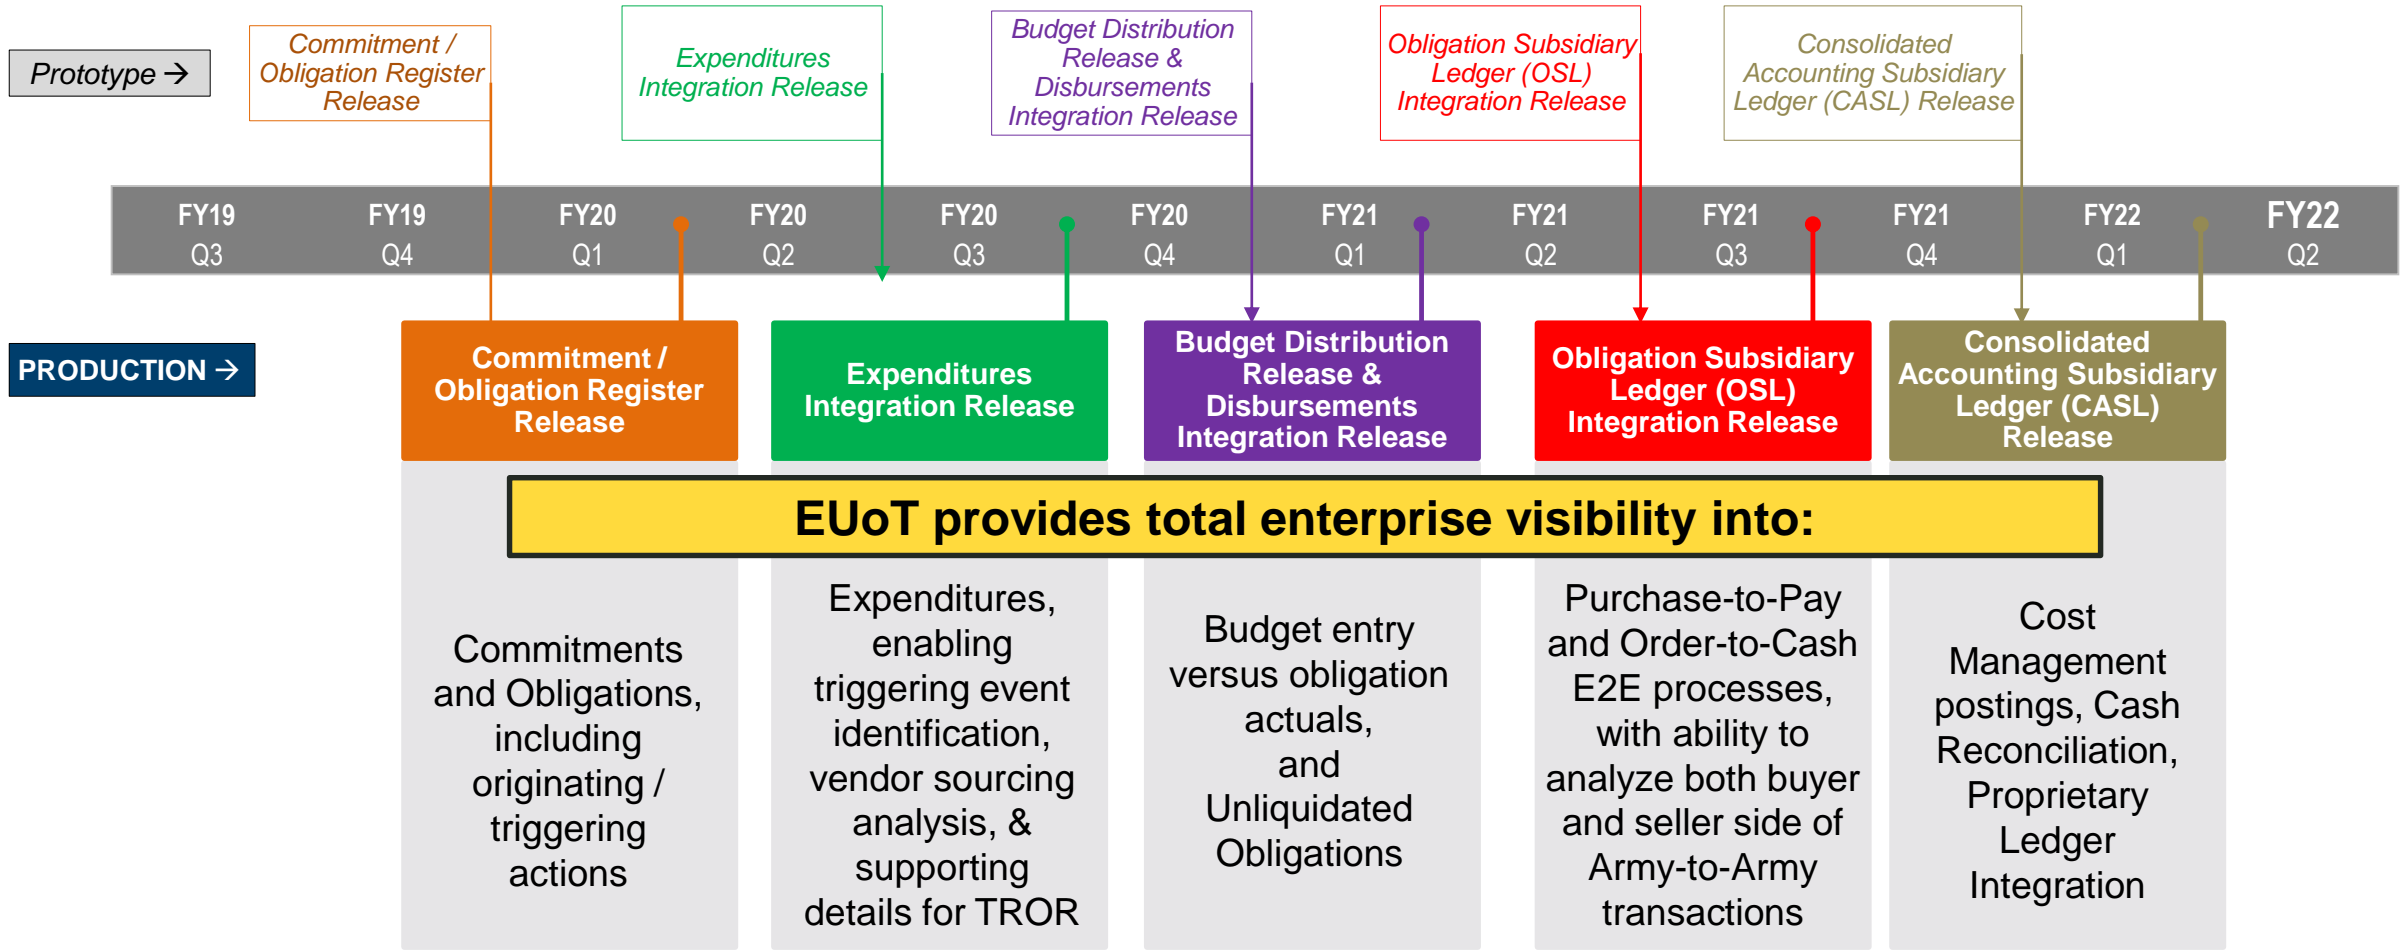 Prototype →
Commitment /
Obligation Register
Release
Expenditures
Integration Release
Budget Distribution
Release &
Disbursements
Integration Release
Obligation Subsidiary
Ledger (OSL)
Integration Release
Consolidated
Accounting Subsidiary
Ledger (CASL) Release
FY19
Q3
FY19
Q4
FY20
Q1
FY20
Q2
FY20
Q3
FY20
Q4
FY21
Q1
FY21
Q2
FY21
Q3
FY21
Q4
FY22
Q1
FY22
Q2
PRODUCTION →
Commitment /
Obligation Register
Release
Expenditures
Integration Release
Budget Distribution
Release &
Disbursements
Integration Release
Obligation Subsidiary
Ledger (OSL)
Integration Release
Consolidated
Accounting Subsidiary
Ledger (CASL)
Release
EUoT provides total enterprise visibility into:
Commitments
and Obligations,
including
originating /
triggering
actions
Expenditures,
enabling
triggering event
identification,
vendor sourcing
analysis, &
supporting
details for TROR
Budget entry
versus obligation
actuals,
and
Unliquidated
Obligations
Purchase-to-Pay
and Order-to-Cash
E2E processes,
with ability to
analyze both buyer
and seller side of
Army-to-Army
transactions
Cost
Management
postings, Cash
Reconciliation,
Proprietary
Ledger
Integration